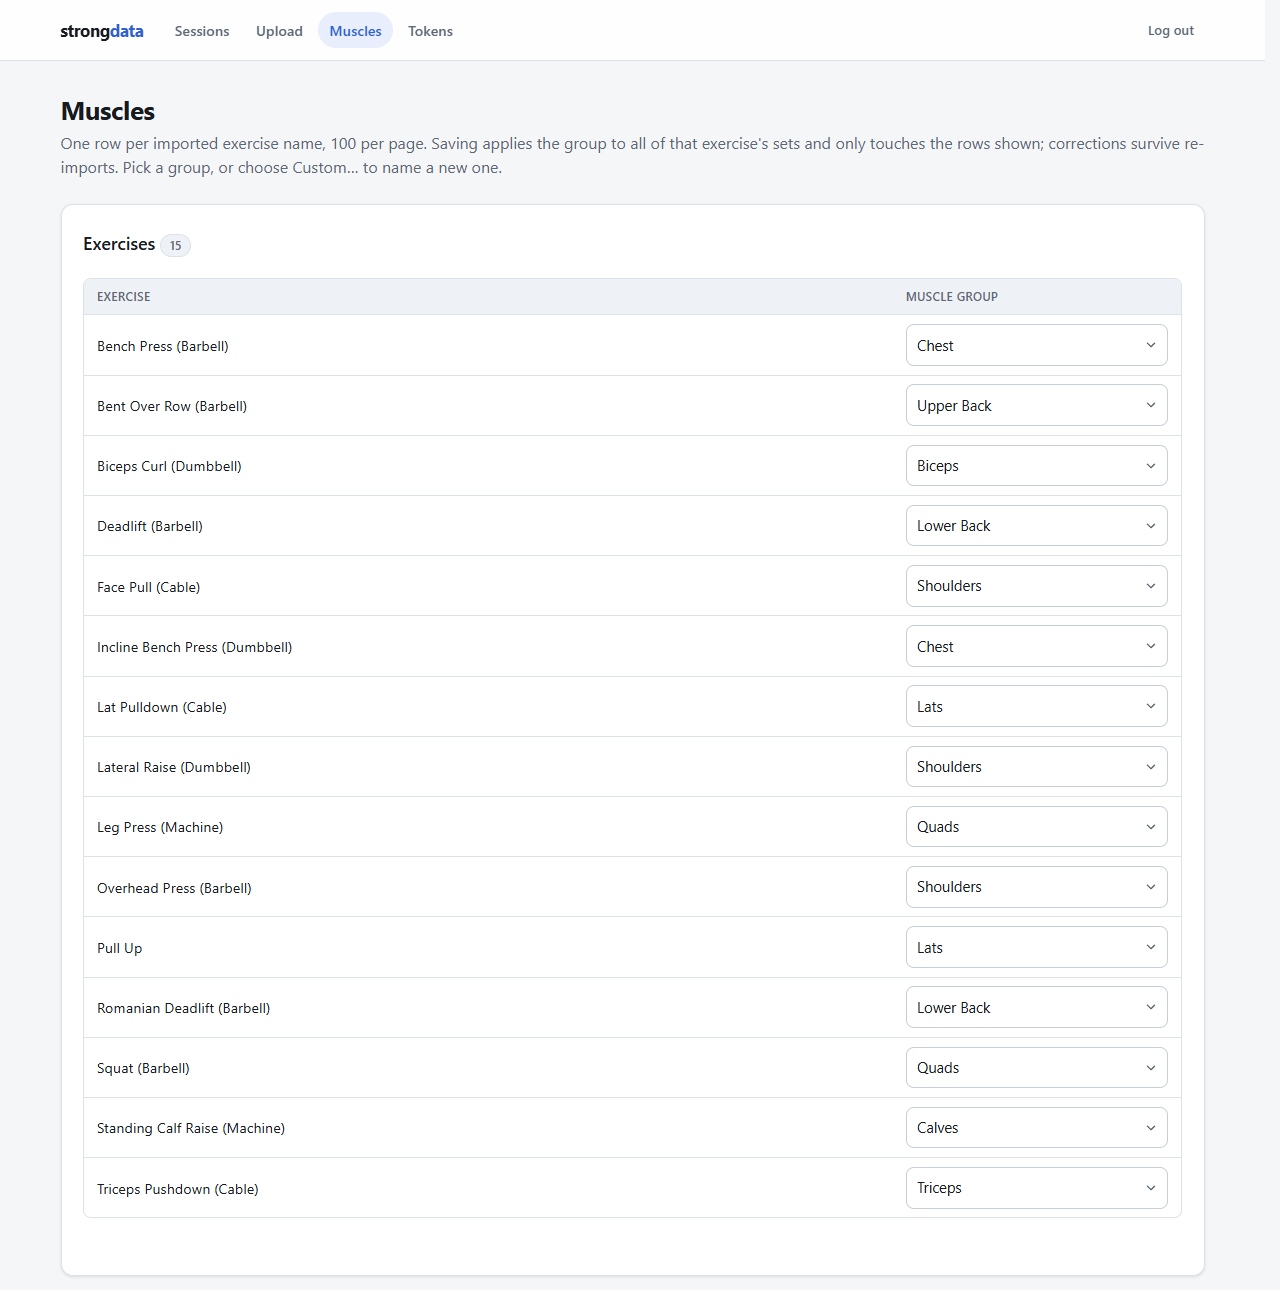 strongdata Sessions Upload Muscles Tokens Log out
Muscles
One row per imported exercise name, 100 per page. Saving applies the group to all of that exercise's sets and only touches the rows shown; corrections survive re-
imports. Pick a group, or choose Custom... to name a new one.
Exercises 15
EXERCISE MUSCLE GROUP
Bench Press (Barbell) Chest
Bent Over Row (Barbell) Upper Back
Biceps Curl (Dumbbell) Biceps
Deadlift (Barbell) Lower Back
Face Pull (Cable) Shoulders
Incline Bench Press (Dumbbell) Chest
Lat Pulldown (Cable) Lats
Lateral Raise (Dumbbell) Shoulders
Leg Press (Machine) Quads
Overhead Press (Barbell) Shoulders
Pull Up Lats
Romanian Deadlift (Barbell) Lower Back
Squat (Barbell) Quads
Standing Calf Raise (Machine) Calves
Triceps Pushdown (Cable) Triceps